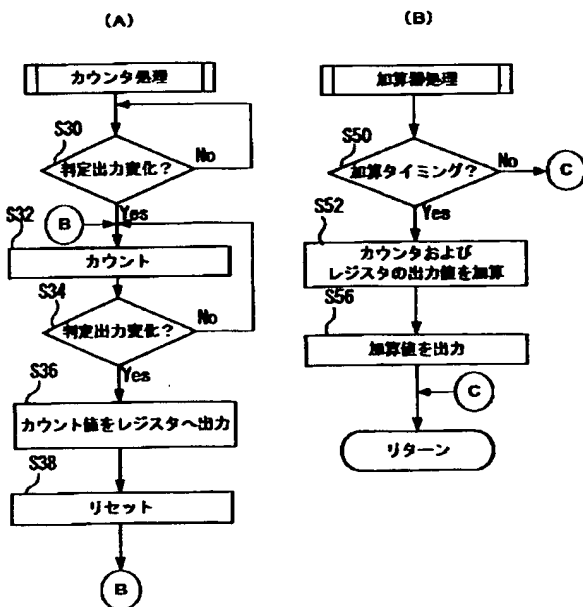 (A)
カウンタ処理
S30
判定出力変化?
No
Yes
B
S32
カウント
S34
判定出力変化?
No
Yes
S36
カウント値をレジスタへ出力
S38
リセット
B
(B)
加算器処理
S50
加算タイミング?
No
C
Yes
S52
カウンタおよび
レジスタの出力値を加算
S56
加算値を出力
C
リターン